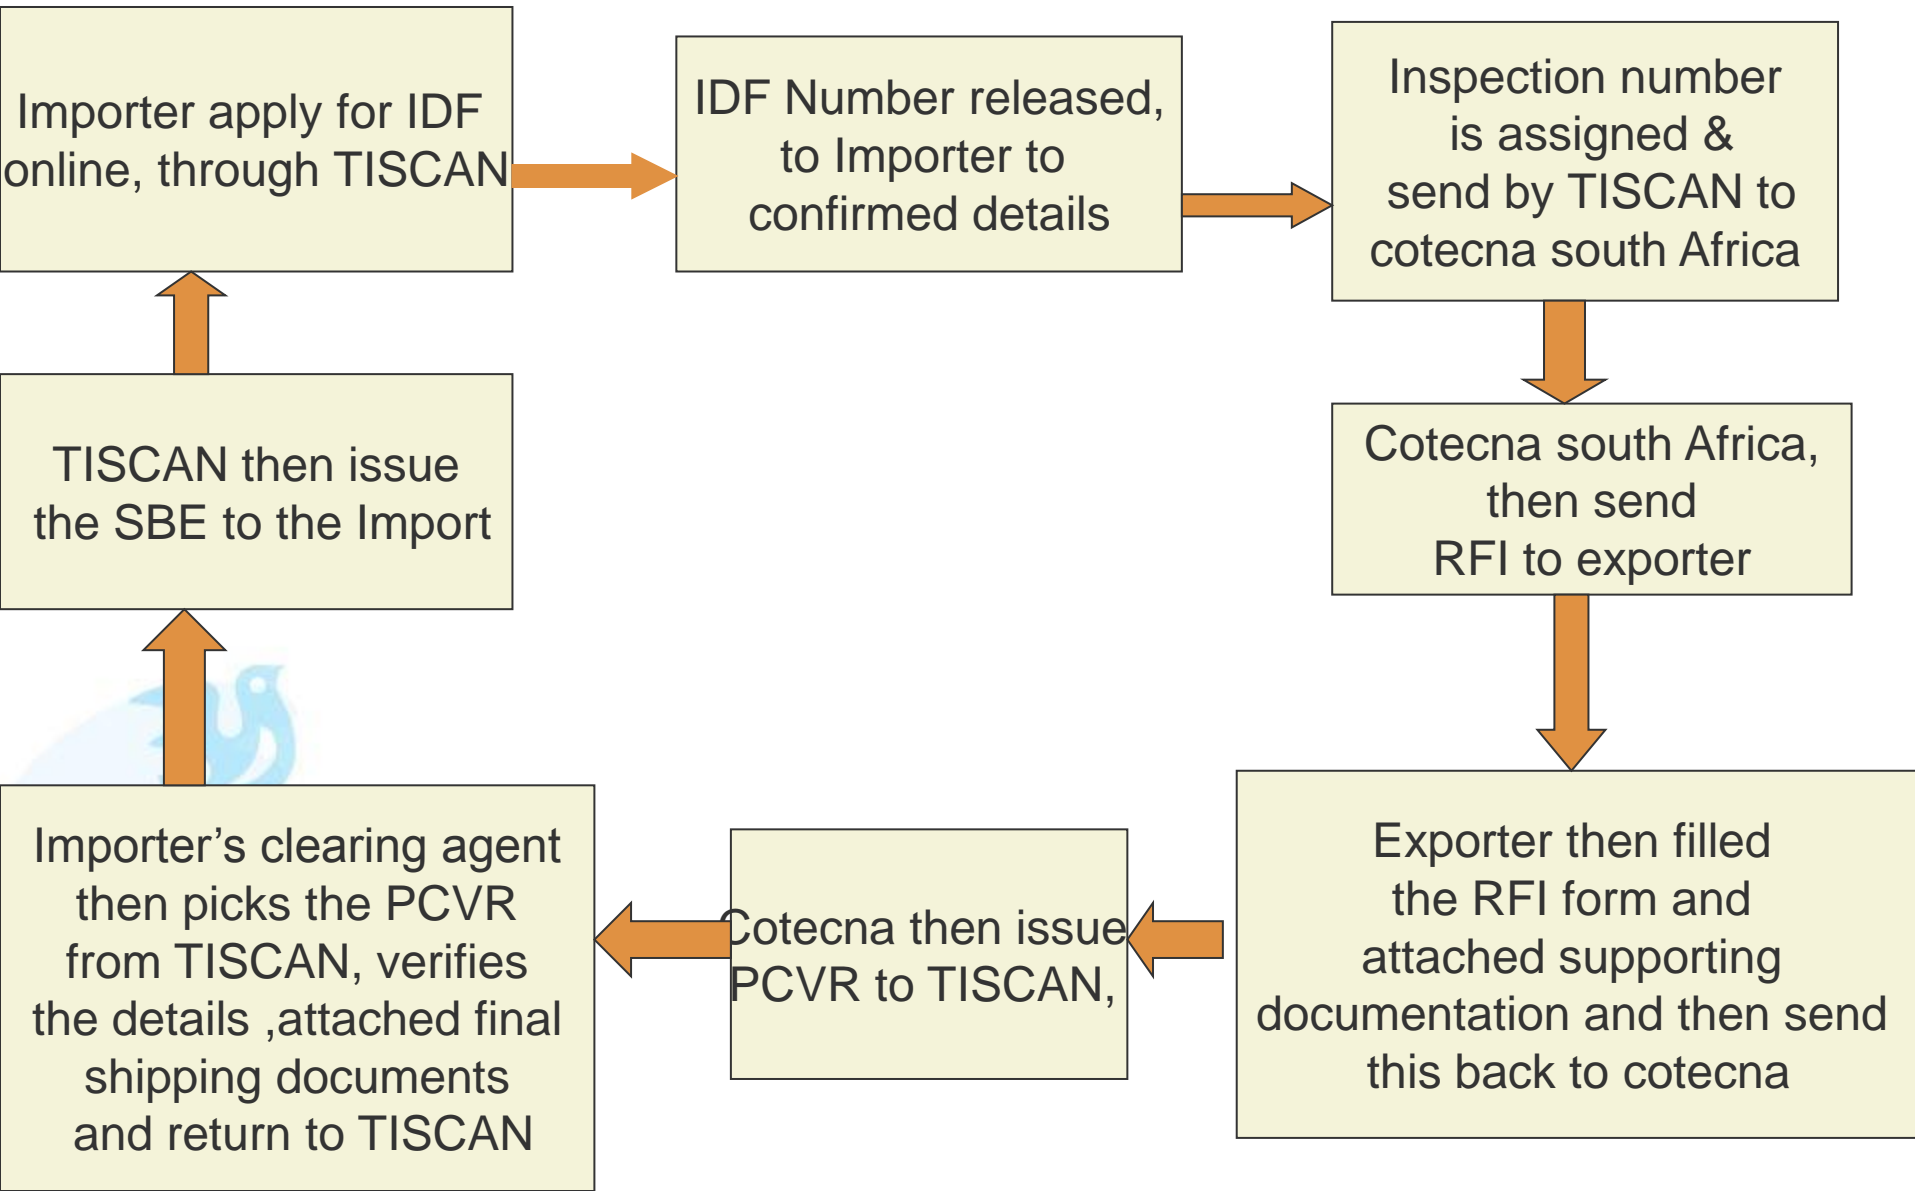 Importer apply for IDF
online, through TISCAN
IDF Number released,
to Importer to
confirmed details
Inspection number
is assigned &
send by TISCAN to
cotecna south Africa
Cotecna south Africa,
then send
RFI to exporter
Exporter then filled
the RFI form and
attached supporting
documentation and then send
this back to cotecna
Cotecna then issue
PCVR to TISCAN,
Importer’s clearing agent
then picks the PCVR
from TISCAN, verifies
the details ,attached final
shipping documents
and return to TISCAN
TISCAN then issue
the SBE to the Import